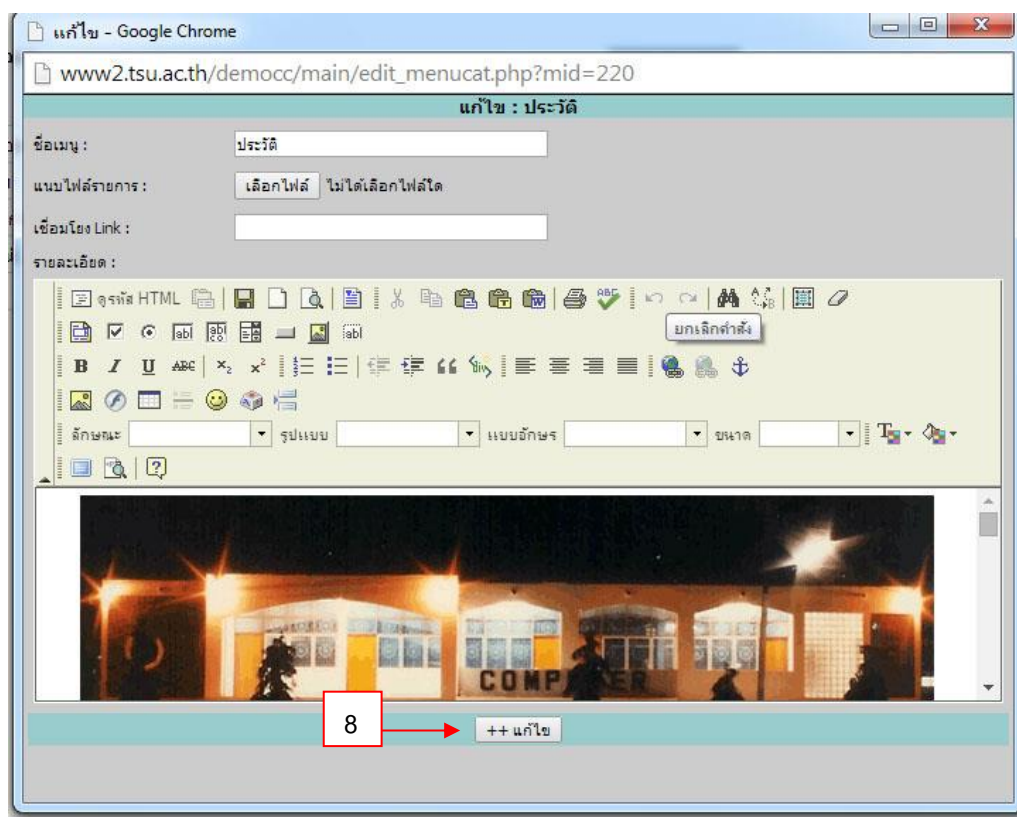 แก้ไข - Google Chrome
www2.tsu.ac.th/democc/main/edit_menucat.php?mid=220
แก้ไข : ประวัติ
ชื่อเมนู : ประวัติ
แนบไฟล์รายการ : เลือกไฟล์ ไม่ได้เลือกไฟล์ใด
เชื่อมโยง Link :
รายละเอียด :
ดูรหัส HTML
ยกเลิกคำสั่ง
B I U ABC x₂ x²
ลักษณะ รูปแบบ แบบอักษร ขนาด
8 ++ แก้ไข